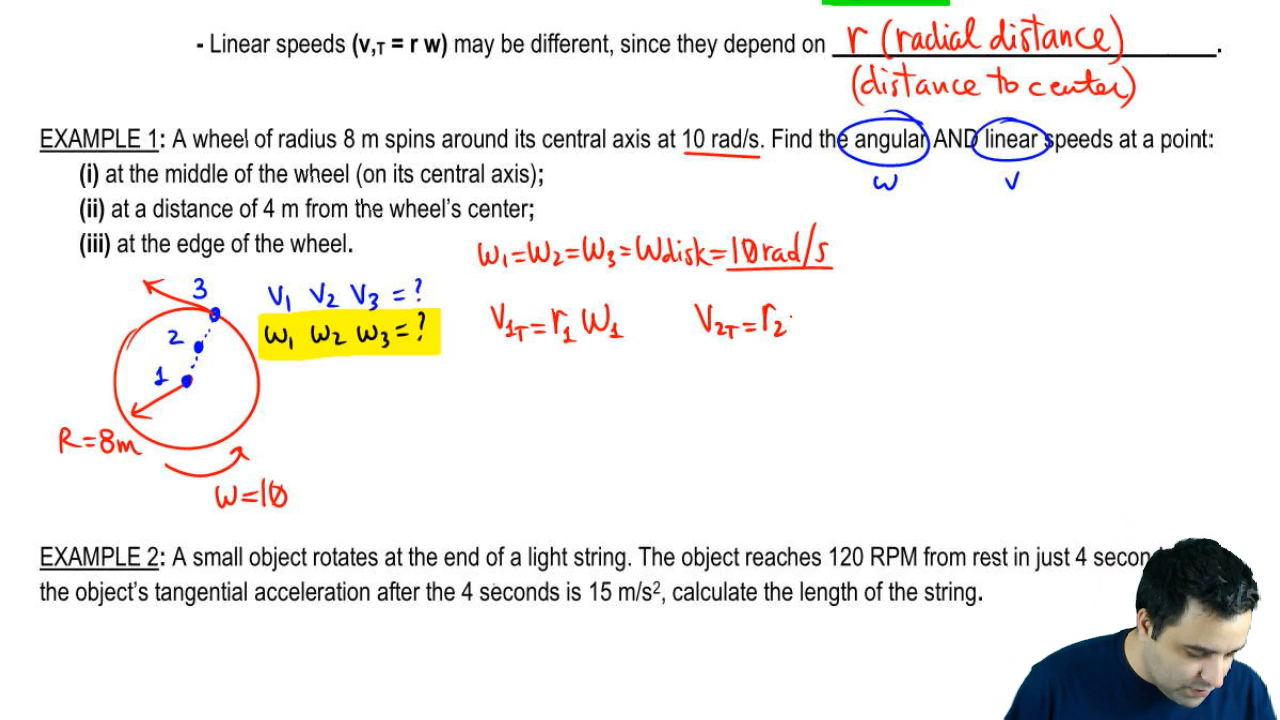 - Linear speeds (v,T = r w) may be different, since they depend on r (radial distance).
(distance to center)
EXAMPLE 1: A wheel of radius 8 m spins around its central axis at 10 rad/s. Find the angular AND linear speeds at a point:
w v
(i) at the middle of the wheel (on its central axis);
(ii) at a distance of 4 m from the wheel's center;
(iii) at the edge of the wheel.
ω1=ω2=ω3=ωdisk=10 rad/s
3
V1 V2 V3 = ?
2
ω1 ω2 ω3 = ?
V1T = r1 ω1
V2T = r2
1
R=8m
W=10
EXAMPLE 2: A small object rotates at the end of a light string. The object reaches 120 RPM from rest in just 4
the object's tangential acceleration after the 4 seconds is 15 m/s², calculate the length of the string.